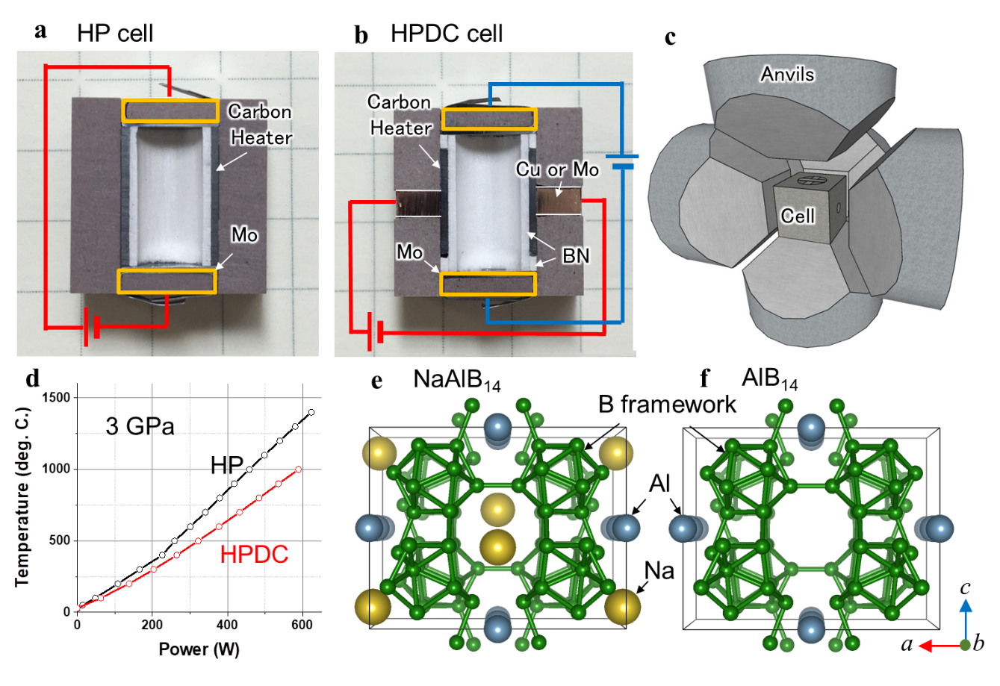 a HP cell
Carbon
Heater
Mo
b HPDC cell
Carbon
Heater
Cu or Mo
Mo
BN
c
Anvils
Cell
d
3 GPa
HP
HPDC
1500
1000
500
0
0 200 400 600
Temperature (deg. C.)
Power (W)
e NaAlB₁₄
B framework
Al
Na
f AlB₁₄
c
a b